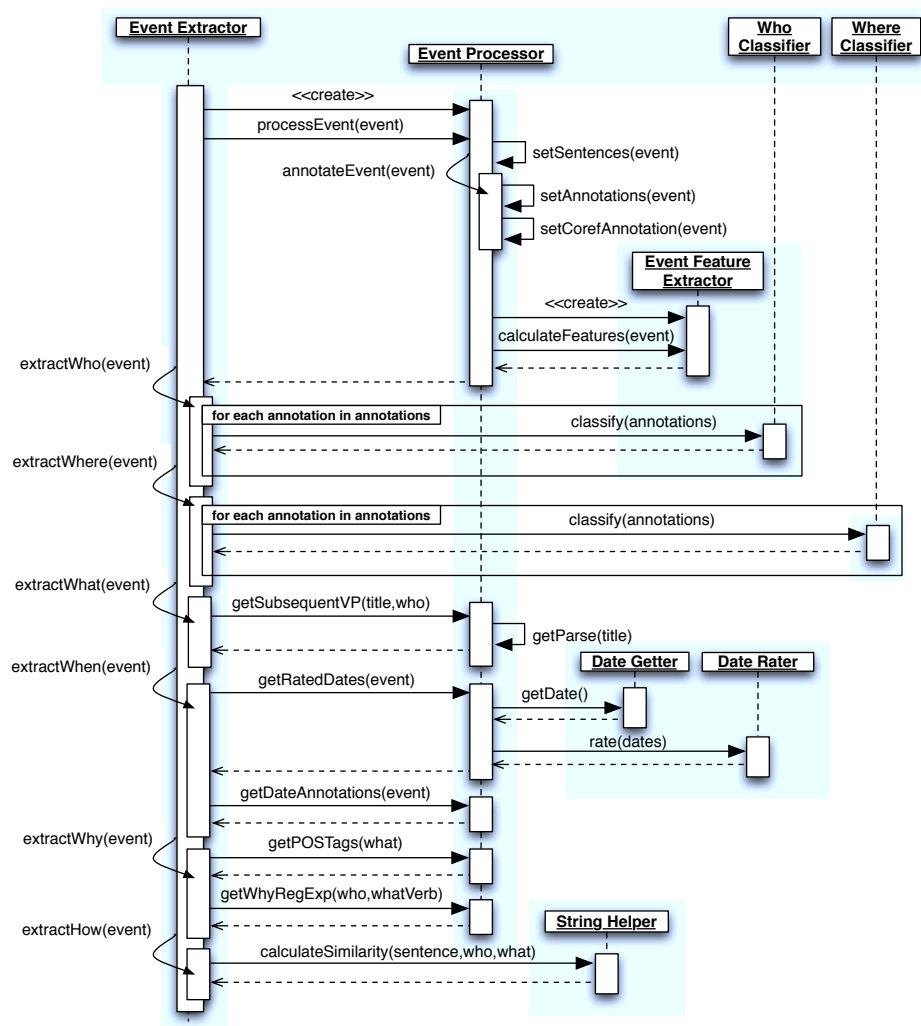 Event Extractor
Who
Classifier
Where
Classifier
Event Processor
<<create>>
processEvent(event)
setSentences(event)
annotateEvent(event)
setAnnotations(event)
setCorefAnnotation(event)
Event Feature
Extractor
<<create>>
calculateFeatures(event)
extractWho(event)
for each annotation in annotations
classify(annotations)
extractWhere(event)
for each annotation in annotations
classify(annotations)
extractWhat(event)
getSubsequentVP(title,who)
getParse(title)
extractWhen(event)
Date Getter
Date Rater
getRatedDates(event)
getDate()
rate(dates)
getDateAnnotations(event)
extractWhy(event)
getPOSTags(what)
getWhyRegExp(who,whatVerb)
extractHow(event)
String Helper
calculateSimilarity(sentence,who,what)